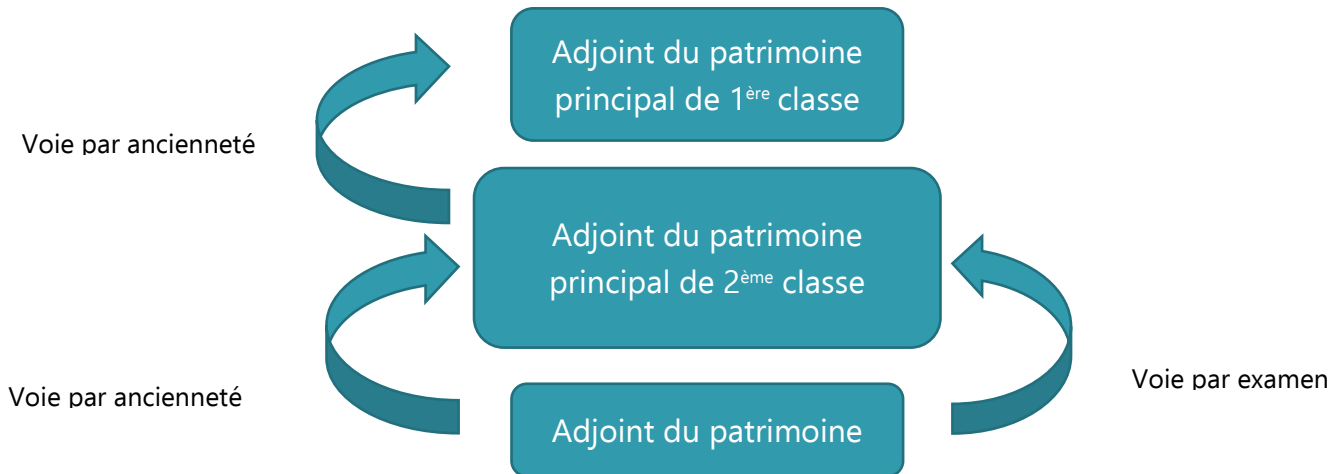 Adjoint du patrimoine
principal de 1ère classe
Voie par ancienneté
Adjoint du patrimoine
principal de 2ème classe
Voie par ancienneté
Voie par examen
Adjoint du patrimoine